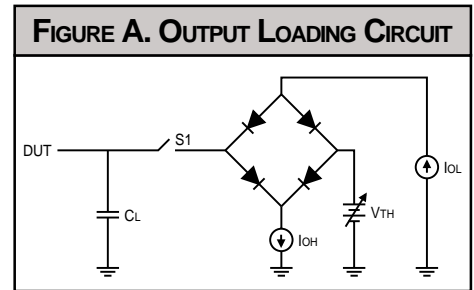 FIGURE A. OUTPUT LOADING CIRCUIT
S1
DUT
IOL
CL
VTH
IOH